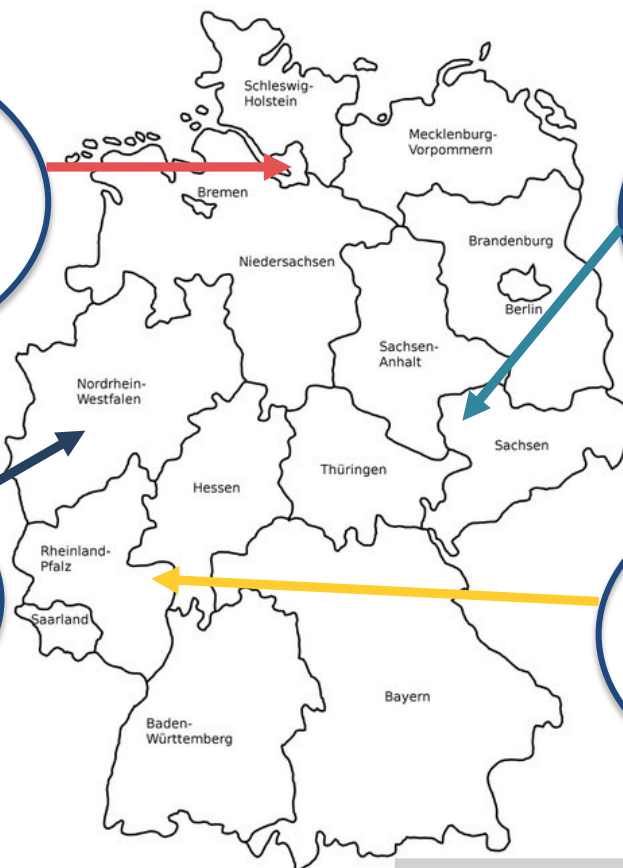 Schleswig-
Holstein
Mecklenburg-
Vorpommern
Bremen
Brandenburg
Niedersachsen
Berlin
Sachsen-
Anhalt
Nordrhein-
Westfalen
Sachsen
Thüringen
Hessen
Rheinland-
Pfalz
Saarland
Bayern
Baden-
Württemberg